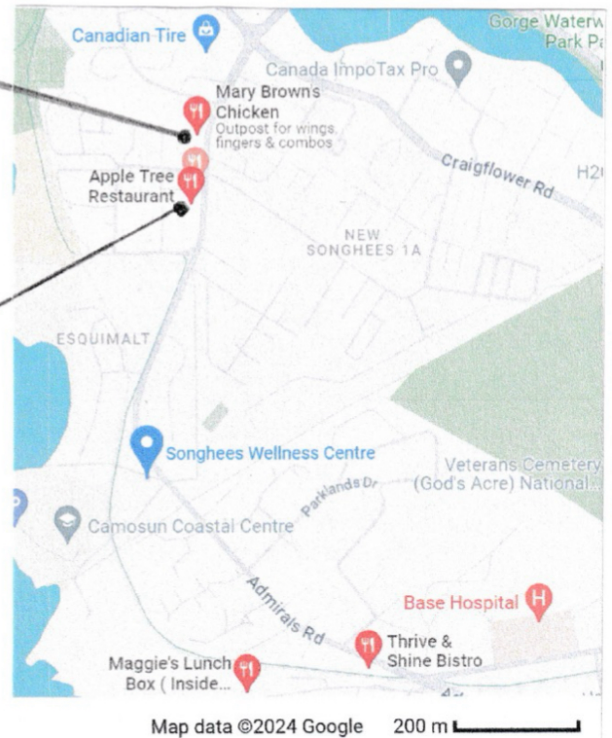 Gorge Waterw
Park Pa
Canadian Tire
Canada ImpoTax Pro
Mary Brown's
Chicken
Outpost for wings,
fingers & combos
Craigflower Rd
H2
Apple Tree
Restaurant
NEW
SONGHEES 1A
ESQUIMALT
Songhees Wellness Centre
Veterans Cemetery
(God's Acre) National...
Parklands Dr
Camosun Coastal Centre
Admirals Rd
Base Hospital
Thrive &
Shine Bistro
Maggie's Lunch
Box ( Inside...
Map data ©2024 Google 200 m